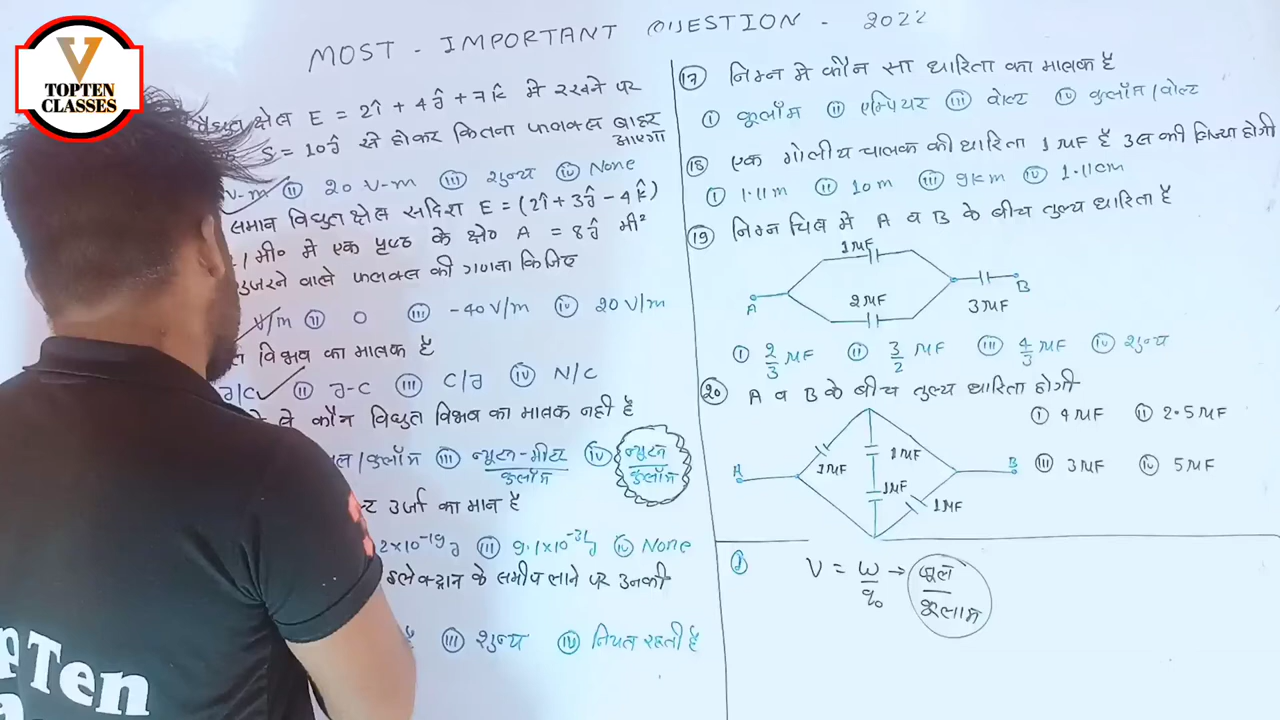 V
TOPTEN
CLASSES
MOST - IMPORTANT QUESTION - 2022
क्षेत्र E = 2î + 4ĵ + 7k̂ मे रखने पर
S = 10ĵ से होकर कितना फ्लक्स बाहर
आएगा
V-m ii 20 V-m iii शून्य iv None
समान विधुत क्षेत्र सदिश E = (2î + 3ĵ - 4k̂)
/मी० मे एक पृष्ठ के क्षे० A = 8ĵ मी²
गुजरने वाले फ्लक्स की गणना किजिए
V/m ii 0 iii -40 V/m iv 20 V/m
विभव का मात्रक है
J/C ii J-C iii C/J iv N/C
से कौन विधुत विभव का मात्रक नही है
/कुलॉम iii न्यूटन-मीटर/कुलॉम iv न्यूटन/कुलॉम
उर्जा का मान है
2×10⁻¹⁹J iii 9.1×10⁻³¹J iv None
इलेक्ट्रान के समीप लाने पर उनकी
है iii शून्य iv नियत रहती है
17 निम्न मे कौन सा धारिता का मात्रक है
i कूलॉम ii एम्पियर iii वोल्ट iv कुलॉम/वोल्ट
18 एक गोलीय चालक की धारिता 1 μF है उस की त्रिज्या होगी
i 1.11m ii 10m iii 9km iv 1.11cm
19 निम्न चित्र मे A व B के बीच तुल्य धारिता है
1μF
A
2μF
B
3μF
i 2/3 μF ii 3/2 μF iii 4/3 μF iv शून्य
20 A व B के बीच तुल्य धारिता होगी
i 4μF ii 2.5μF
iii 3μF iv 5μF
A
1μF
1μF
B
1μF
1μF
V = W/q₀ → जूल/कूलाम
Ten